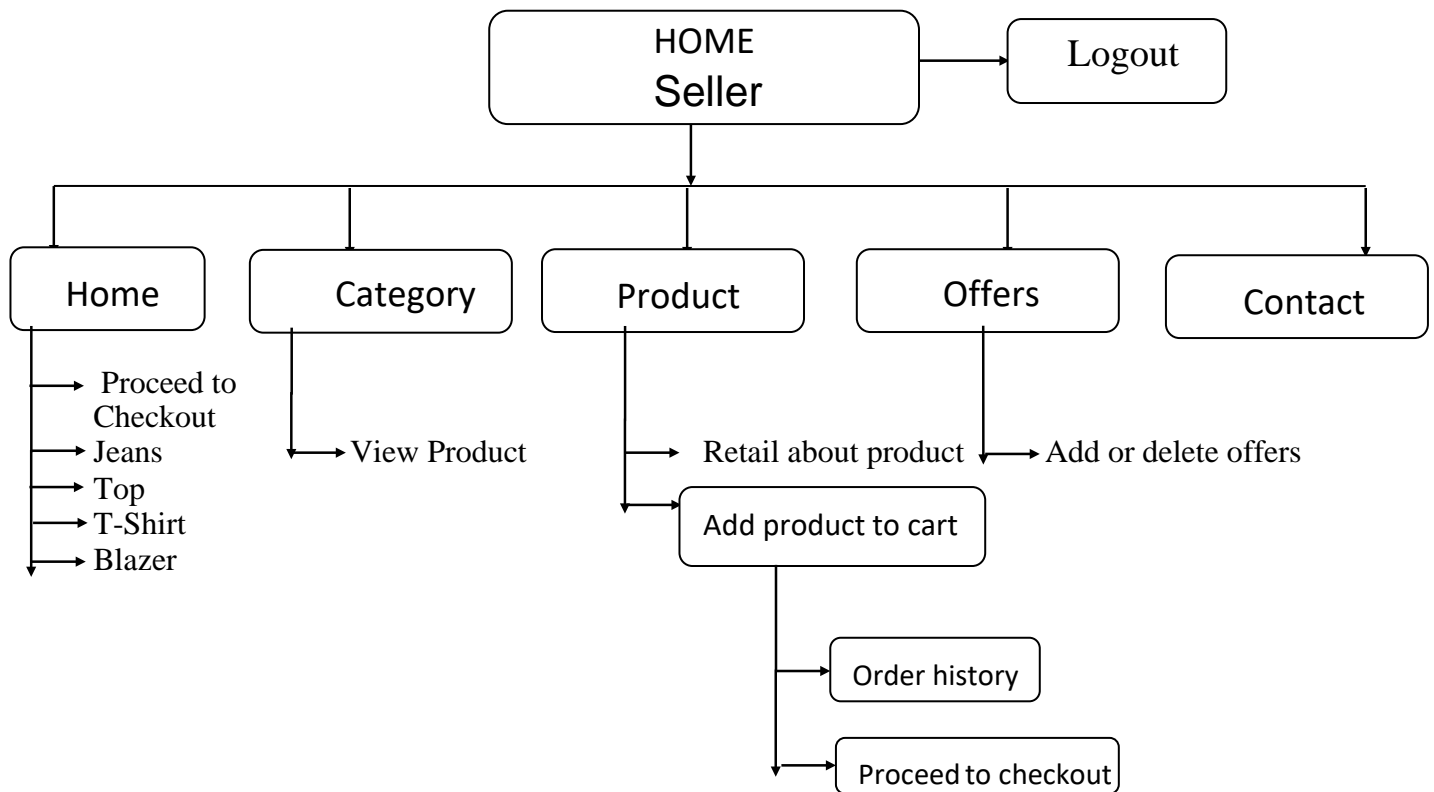 HOME
Seller
Logout
Home
Category
Product
Offers
Contact
Proceed to
Checkout
Jeans
Top
T-Shirt
Blazer
View Product
Retail about product
Add or delete offers
Add product to cart
Order history
Proceed to checkout